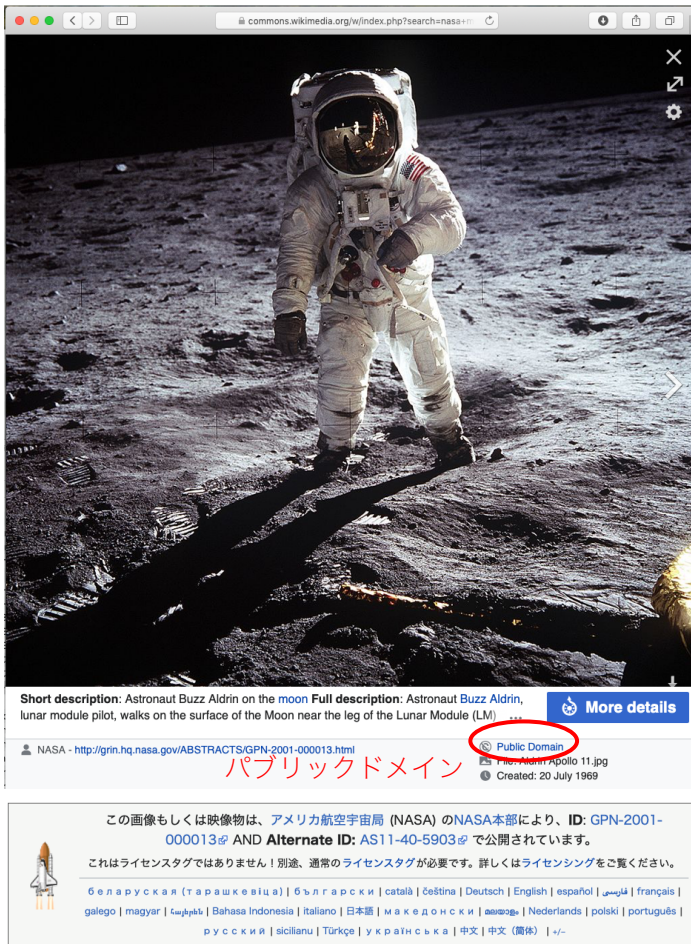 commons.wikimedia.org/w/index.php?search=nasa+m
Short description: Astronaut Buzz Aldrin on the moon Full description: Astronaut Buzz Aldrin,
lunar module pilot, walks on the surface of the Moon near the leg of the Lunar Module (LM) ...
More details
NASA - http://grin.hq.nasa.gov/ABSTRACTS/GPN-2001-000013.html
Public Domain
パブリックドメイン
File: Aldrin Apollo 11.jpg
Created: 20 July 1969
この画像もしくは映像物は、アメリカ航空宇宙局 (NASA) のNASA本部により、ID: GPN-2001-
000013 AND Alternate ID: AS11-40-5903 で公開されています。
これはライセンスタグではありません！別途、通常のライセンスタグが必要です。詳しくはライセンシングをご覧ください。
беларуская (тарашкевіца) | български | català | čeština | Deutsch | English | español | فارسی | français |
galego | magyar | հայերեն | Bahasa Indonesia | italiano | 日本語 | македонски | മലയാളം | Nederlands | polski | português |
русский | sicilianu | Türkçe | українська | 中文 | 中文（简体） | +/−